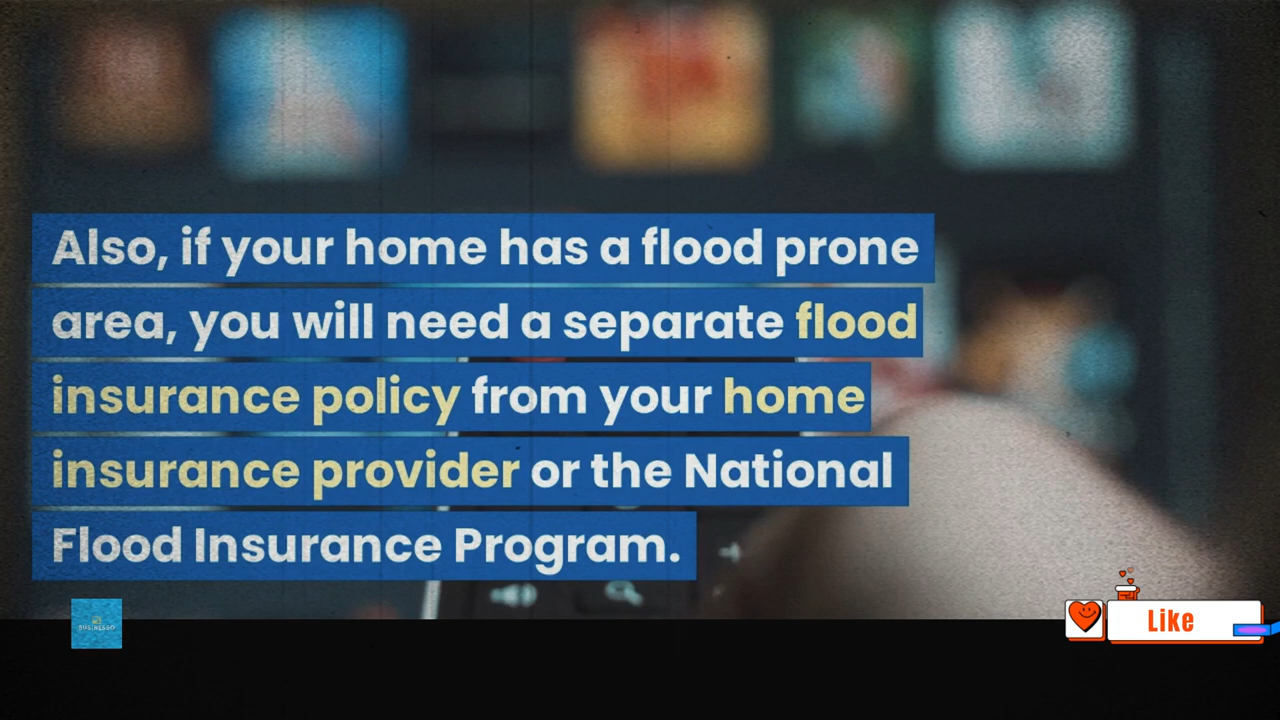 Also, if your home has a flood prone
area, you will need a separate flood
insurance policy from your home
insurance provider or the National
Flood Insurance Program.
BUSINESSO
Like